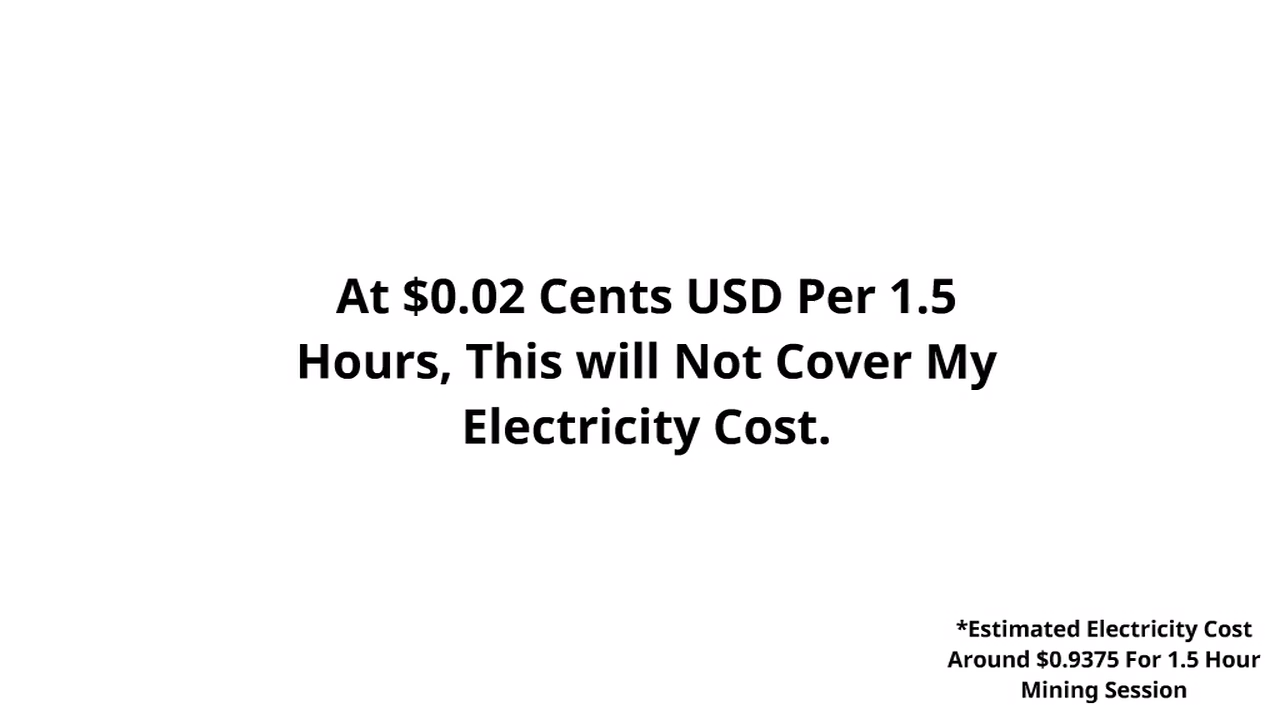 At $0.02 Cents USD Per 1.5
Hours, This will Not Cover My
Electricity Cost.
*Estimated Electricity Cost
Around $0.9375 For 1.5 Hour
Mining Session